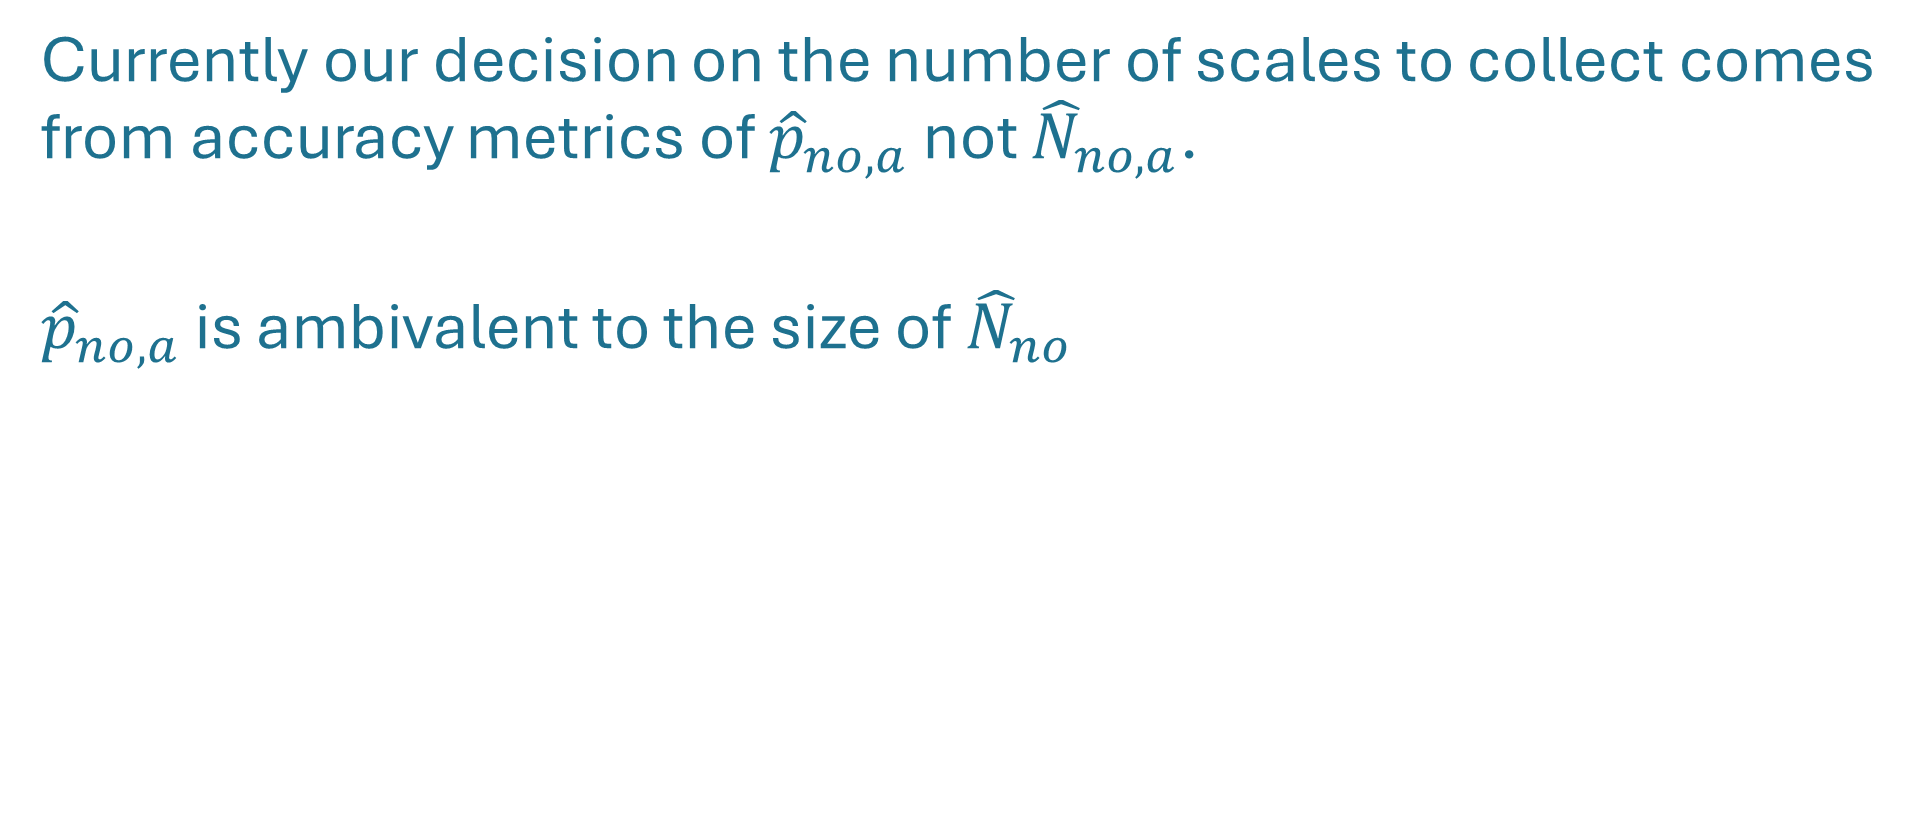 Currently our decision on the number of scales to collect comes
from accuracy metrics of p̂ₙₒ,ₐ not N̂ₙₒ,ₐ.
p̂ₙₒ,ₐ is ambivalent to the size of N̂ₙₒ